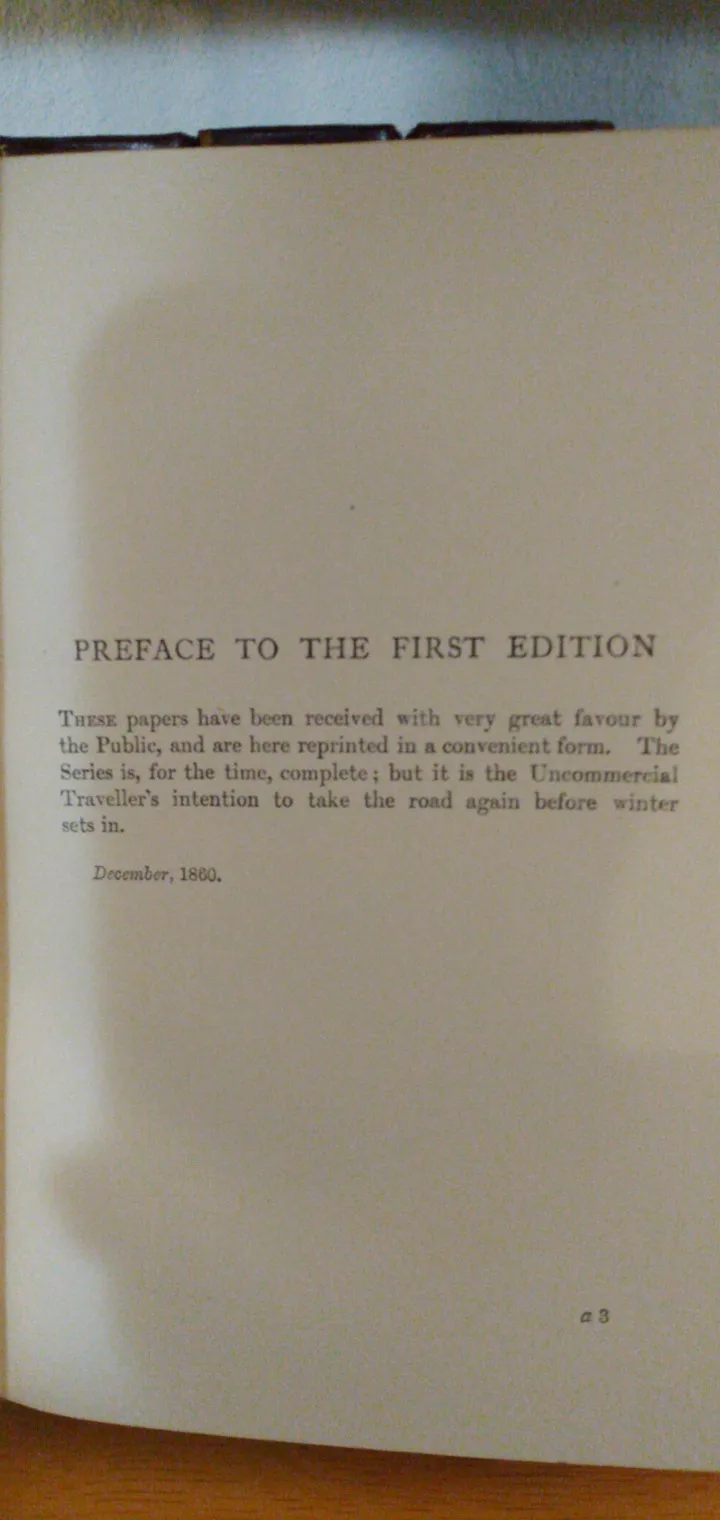 PREFACE TO THE FIRST EDITION
THESE papers have been received with very great favour by
the Public, and are here reprinted in a convenient form. The
Series is, for the time, complete; but it is the Uncommercial
Traveller's intention to take the road again before winter
sets in.
December, 1860.
a 3